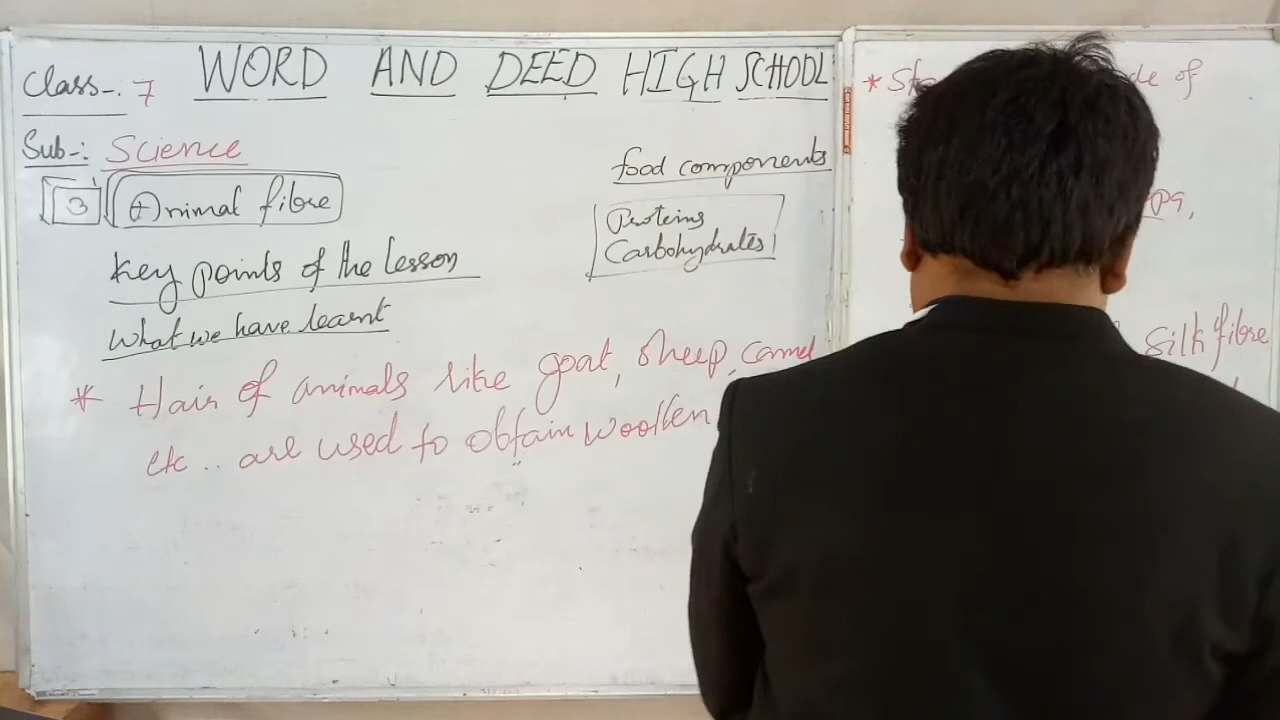 Class-: 7 WORD AND DEED HIGH SCHOOL
Sub-: Science
3 Animal fibre
food components
Proteins
Carbohydrates
Key points of the lesson
What we have learnt
* Hair of animals like goat, sheep, camel
etc .. are used to obtain woollen
* de of
silk fibre